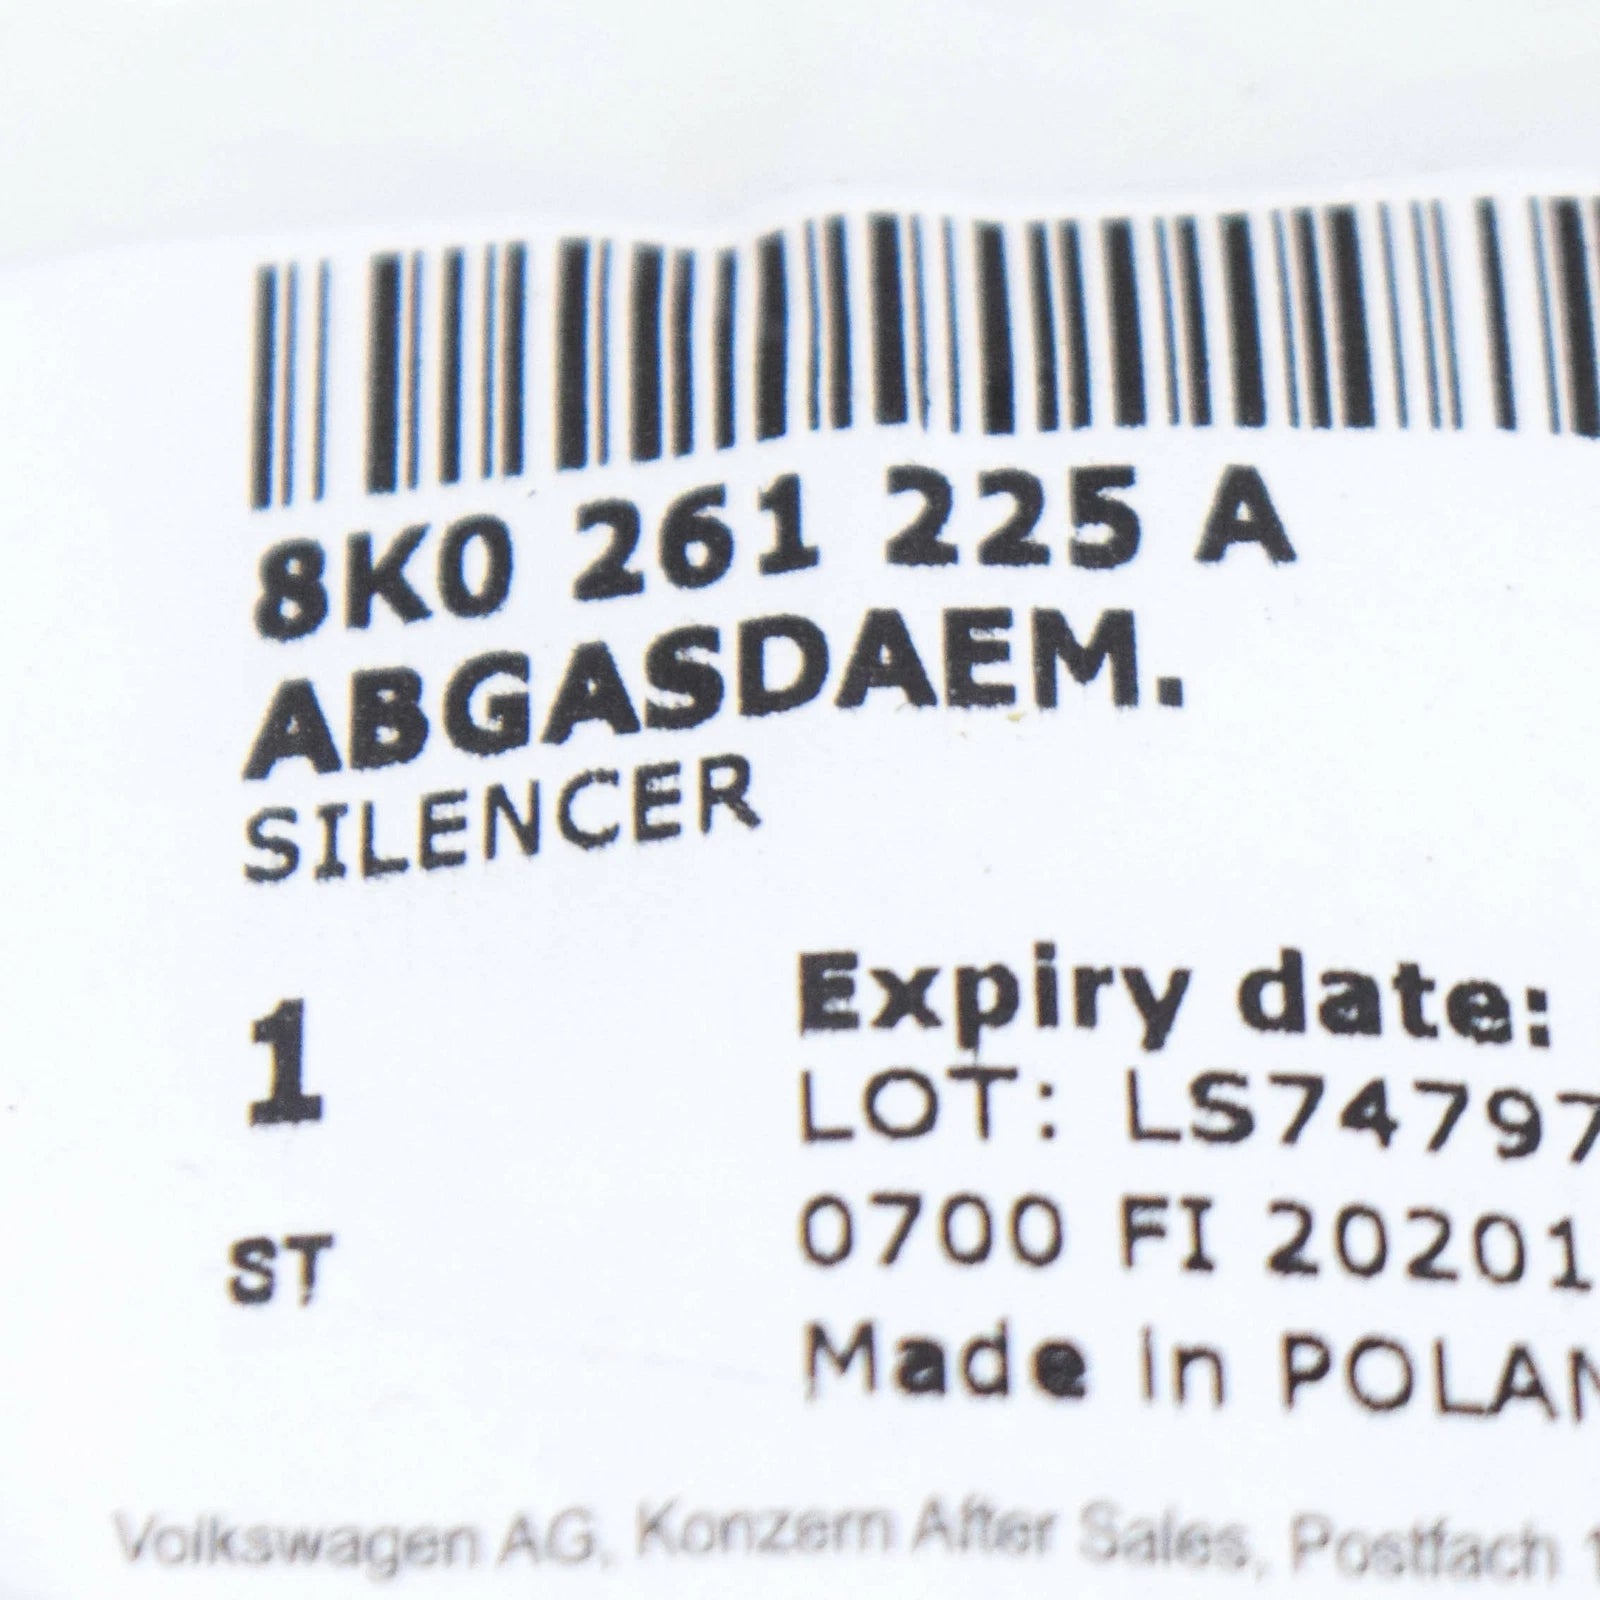 8K0 261 225 A
ABGASDAEM.
SILENCER
1
Expiry date:
LOT: LS74797
0700 FI 20201
ST
Made in POLAN
Volkswagen AG, Konzern After Sales, Postfach 1